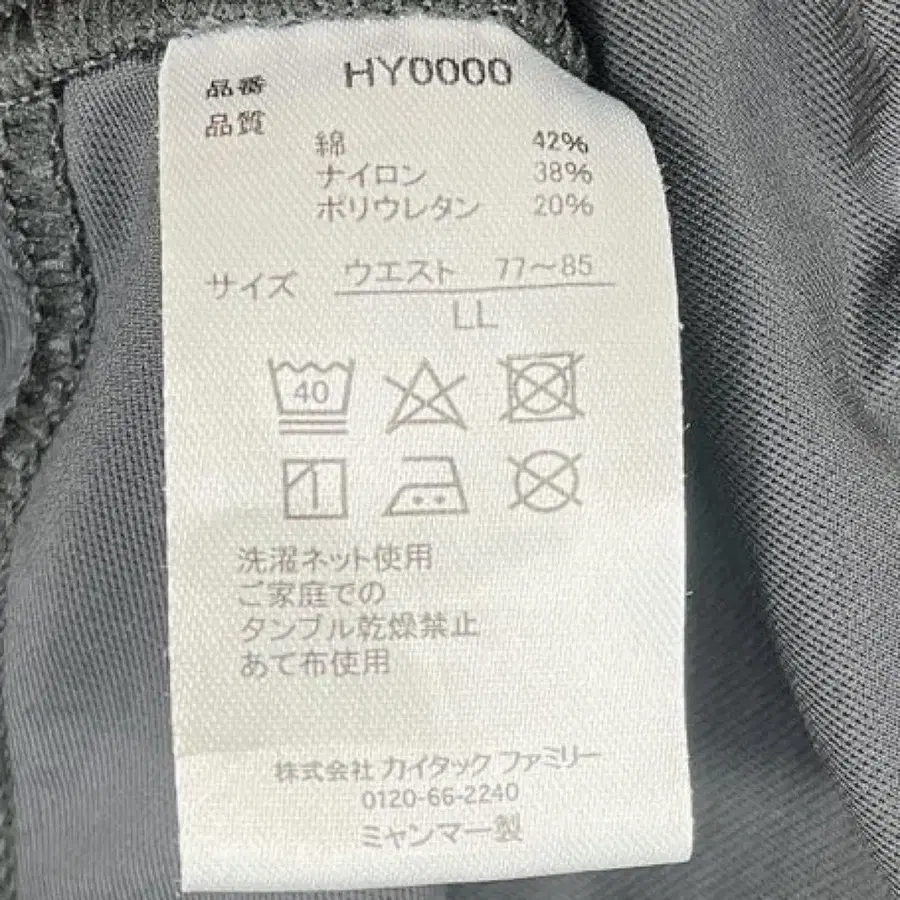 品番 HY0000
品質
綿 42%
ナイロン 38%
ポリウレタン 20%
サイズ ウエスト 77〜85
LL
40
洗濯ネット使用
ご家庭での
タンブル乾燥禁止
あて布使用
株式会社 カイタック ファミリー
0120-66-2240
ミャンマー製